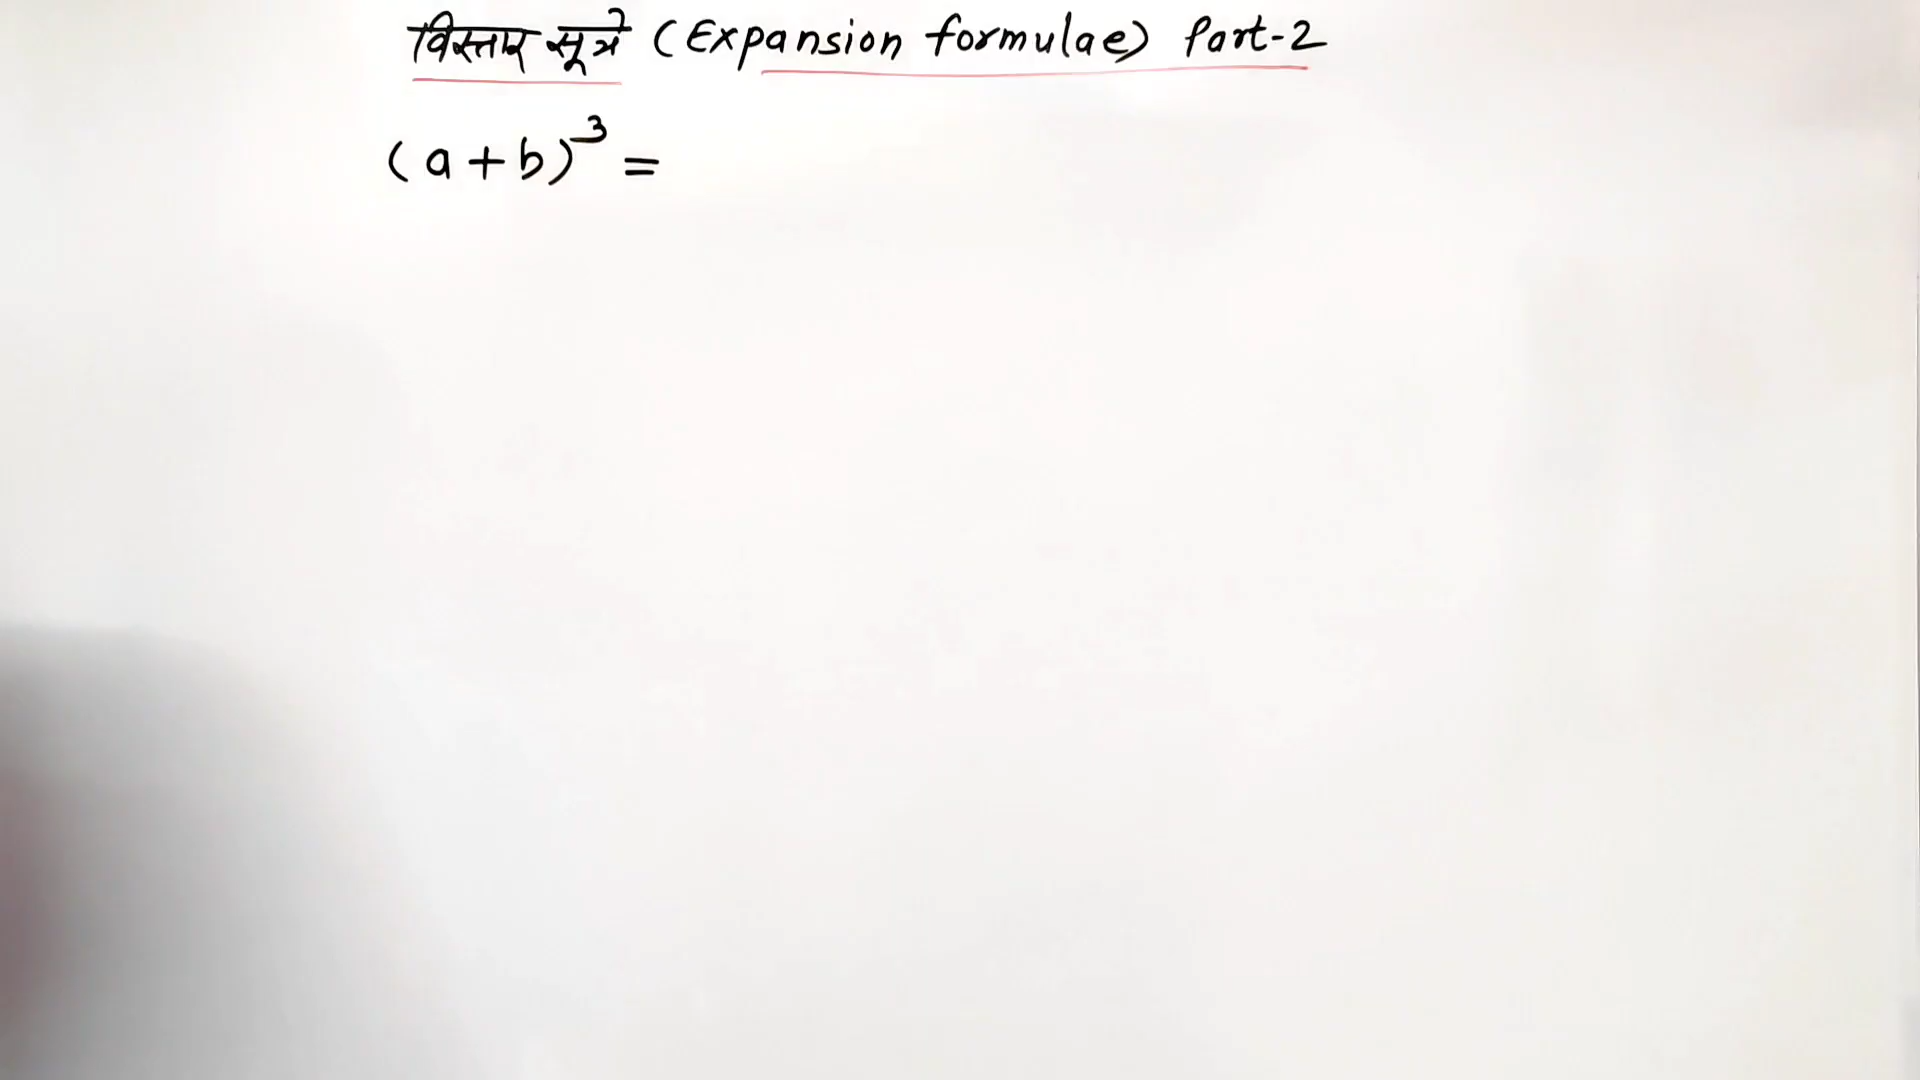 विस्तार सूत्रे (Expansion formulae) Part-2
(a+b)³ =